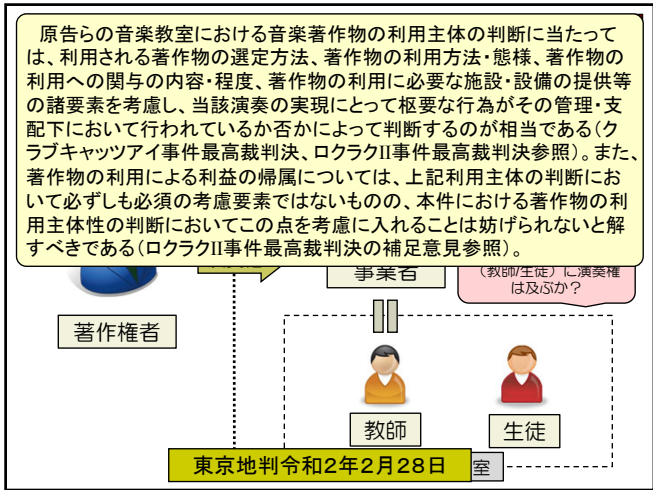 原告らの音楽教室における音楽著作物の利用主体の判断に当たって
は、利用される著作物の選定方法、著作物の利用方法・態様、著作物の
利用への関与の内容・程度、著作物の利用に必要な施設・設備の提供等
の諸要素を考慮し、当該演奏の実現にとって枢要な行為がその管理・支
配下において行われているか否かによって判断するのが相当である(ク
ラブキャッツアイ事件最高裁判決、ロクラクII事件最高裁判決参照)。また、
著作物の利用による利益の帰属については、上記利用主体の判断にお
いて必ずしも必須の考慮要素ではないものの、本件における著作物の利
用主体性の判断においてこの点を考慮に入れることは妨げられないと解
すべきである(ロクラクII事件最高裁判決の補足意見参照)。
事業者
(教師/生徒)に演奏権
は及ぶか?
著作権者
教師
生徒
東京地判令和2年2月28日
室